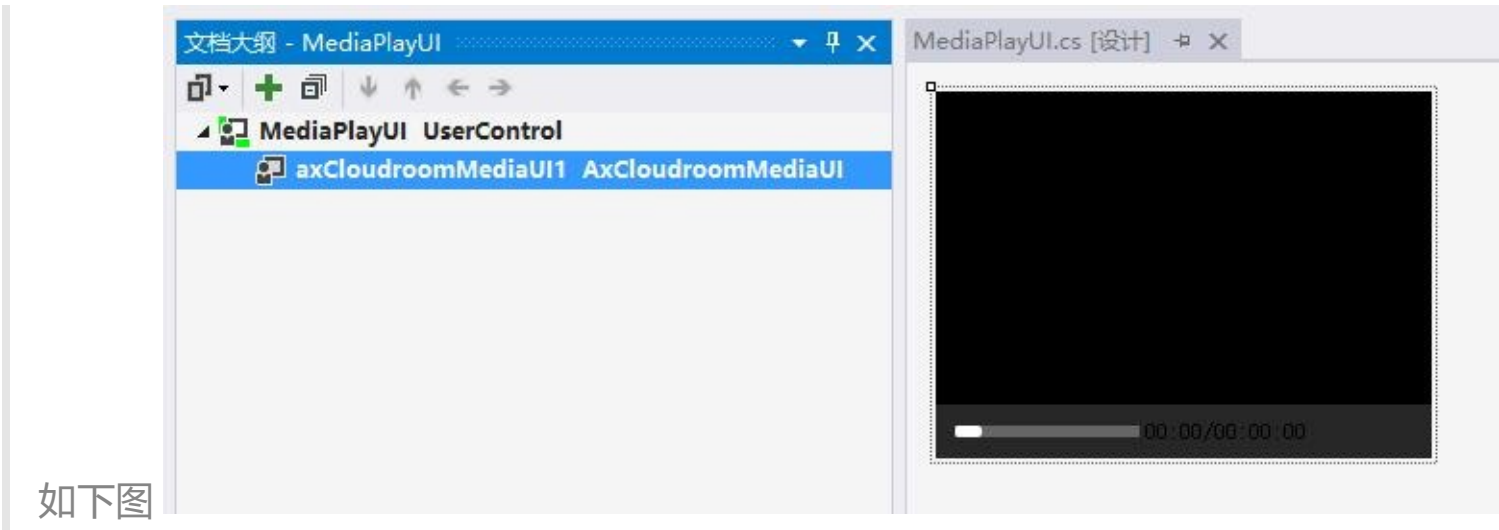 文档大纲 - MediaPlayUI
MediaPlayUI.cs [设计]
MediaPlayUI UserControl
axCloudroomMediaUI1 AxCloudroomMediaUI
00:00/00:00:00
如下图